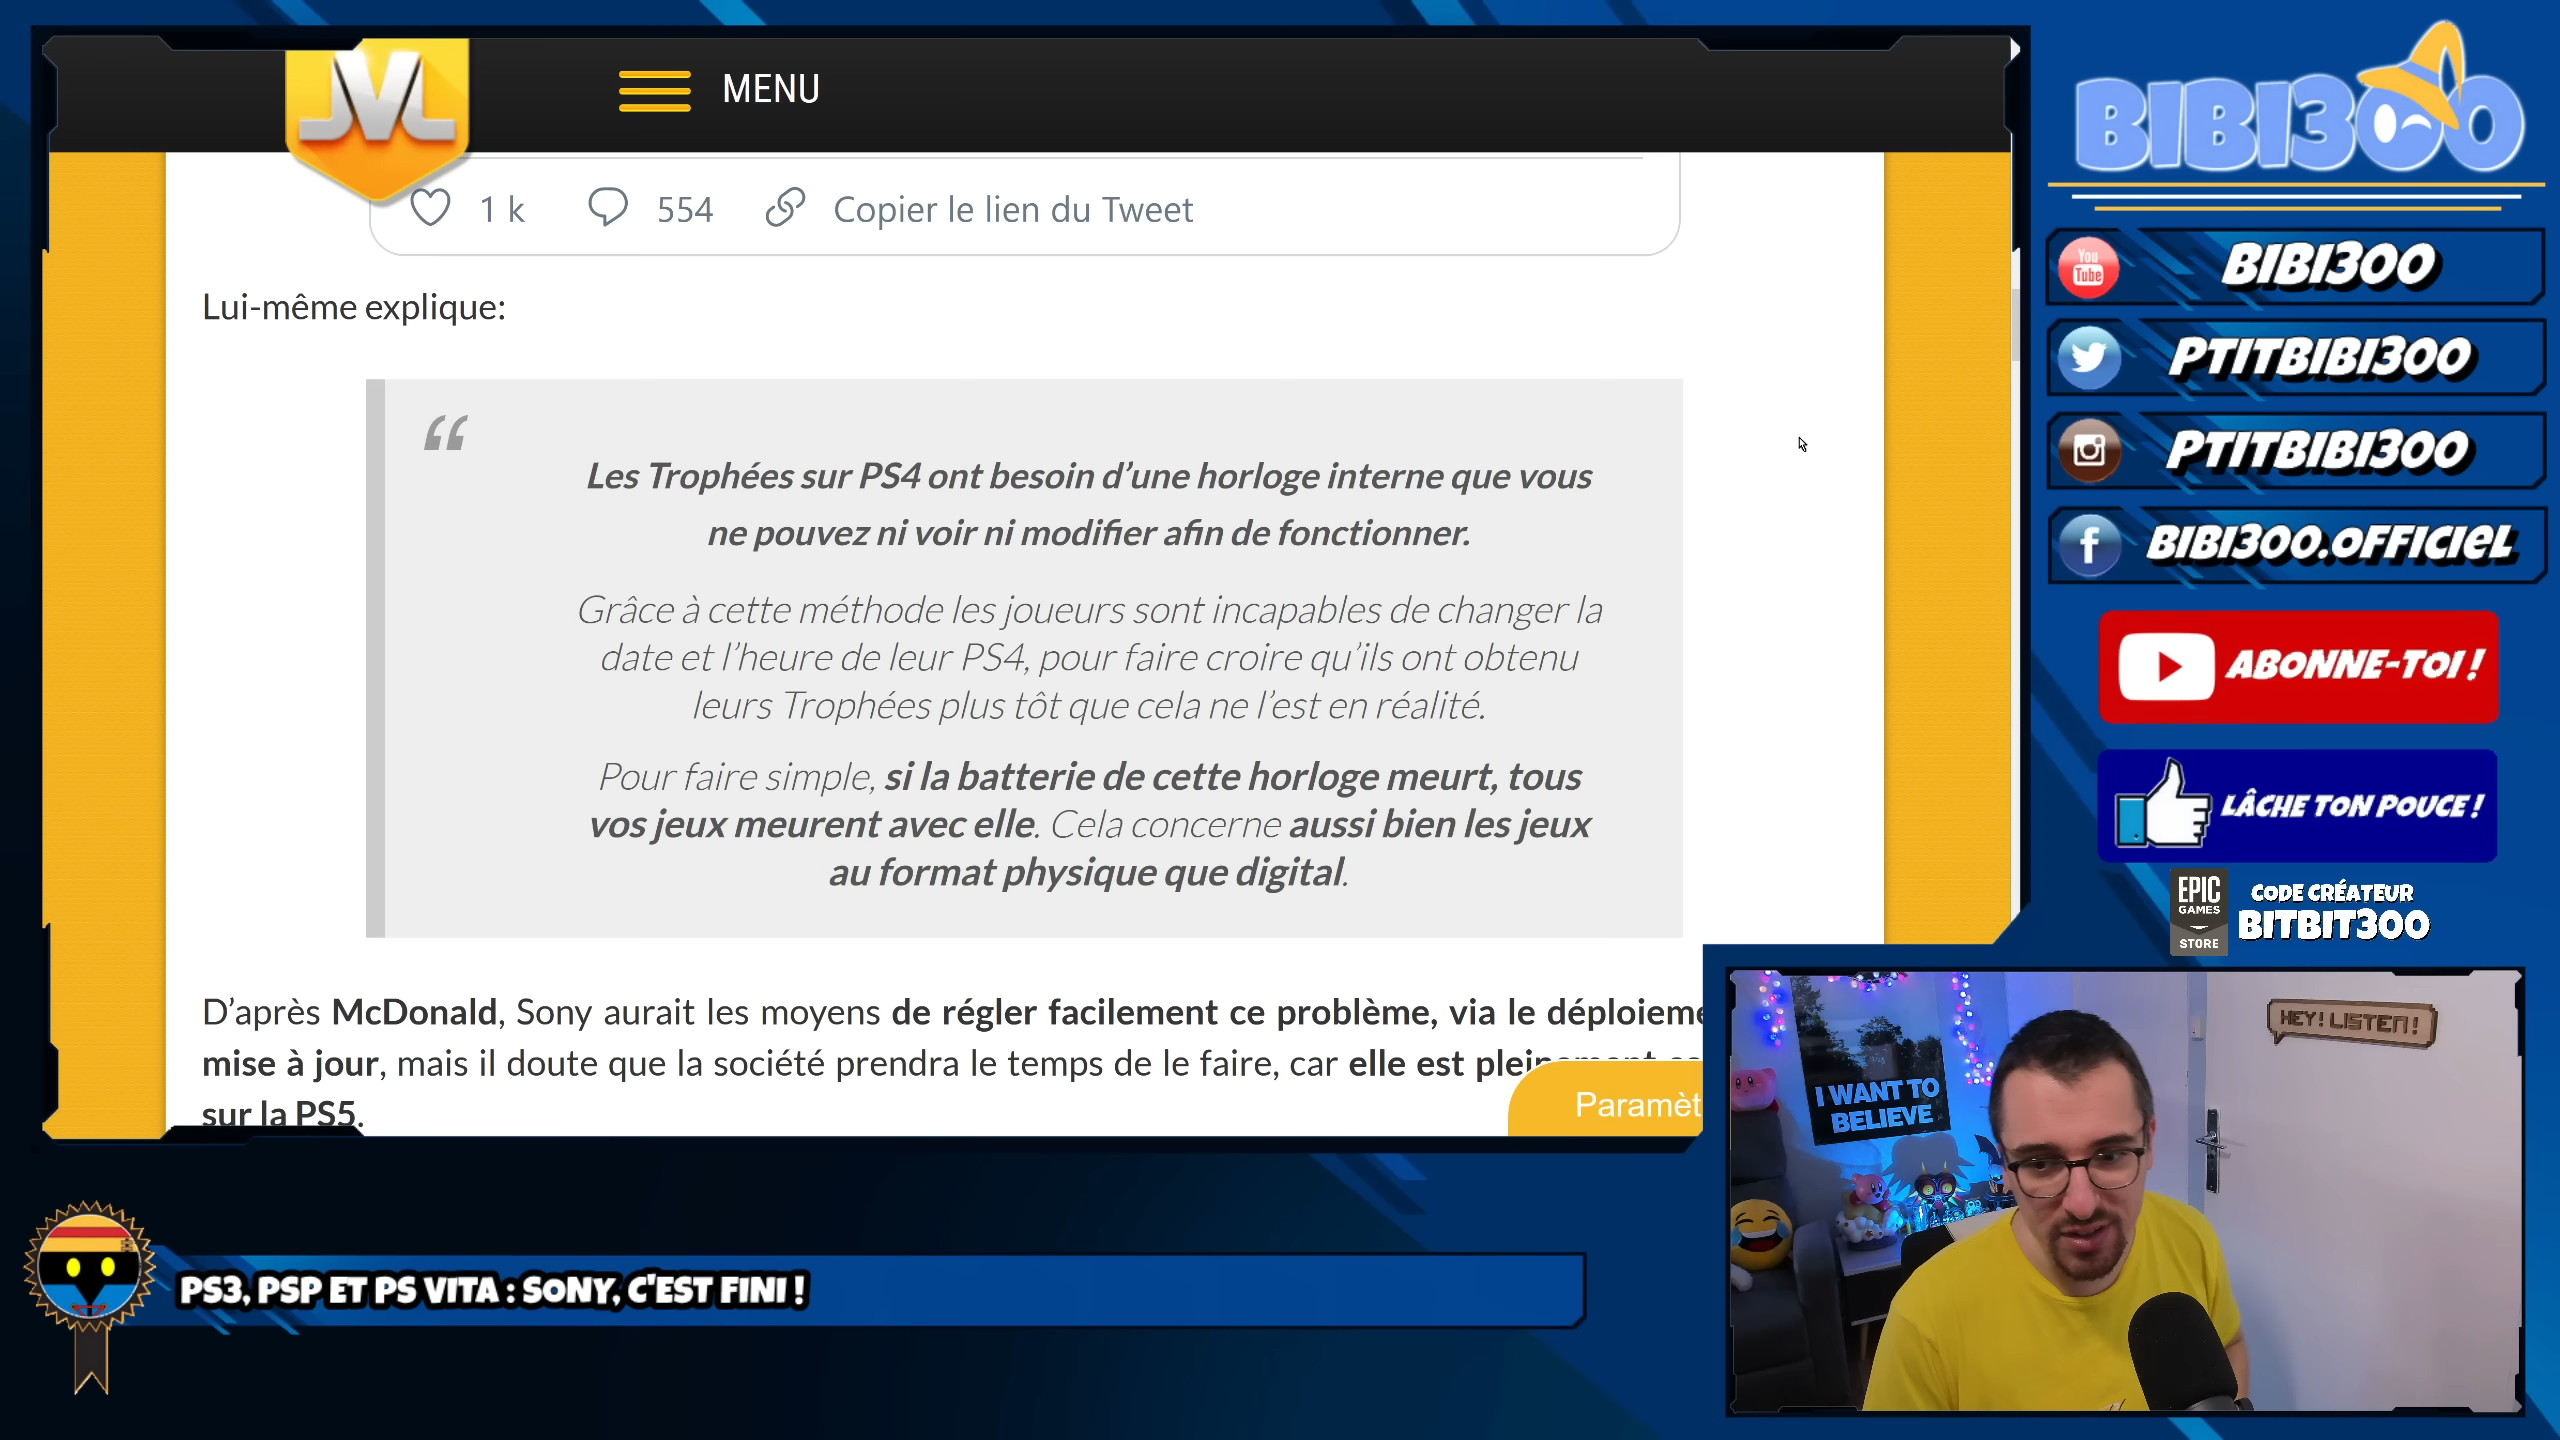 JVL
MENU
1 k
554
Copier le lien du Tweet
Lui-même explique:
“
Les Trophées sur PS4 ont besoin d’une horloge interne que vous
ne pouvez ni voir ni modifier afin de fonctionner.
Grâce à cette méthode les joueurs sont incapables de changer la
date et l’heure de leur PS4, pour faire croire qu’ils ont obtenu
leurs Trophées plus tôt que cela ne l’est en réalité.
Pour faire simple, si la batterie de cette horloge meurt, tous
vos jeux meurent avec elle. Cela concerne aussi bien les jeux
au format physique que digital.
D’après McDonald, Sony aurait les moyens de régler facilement ce problème, via le déploieme
mise à jour, mais il doute que la société prendra le temps de le faire, car elle est
sur la PS5.
Paramèt
PS3, PSP ET PS VITA : SONY, C'EST FINI !
BIBI300
You
Tube
BIBI300
PTITBIBI300
PTITBIBI300
f
BIBI300.OFFICIEL
ABONNE-TOI !
LÂCHE TON POUCE !
EPIC
GAMES
STORE
CODE CRÉATEUR
BITBIT300
I WANT TO
BELIEVE
HEY! LISTEN!